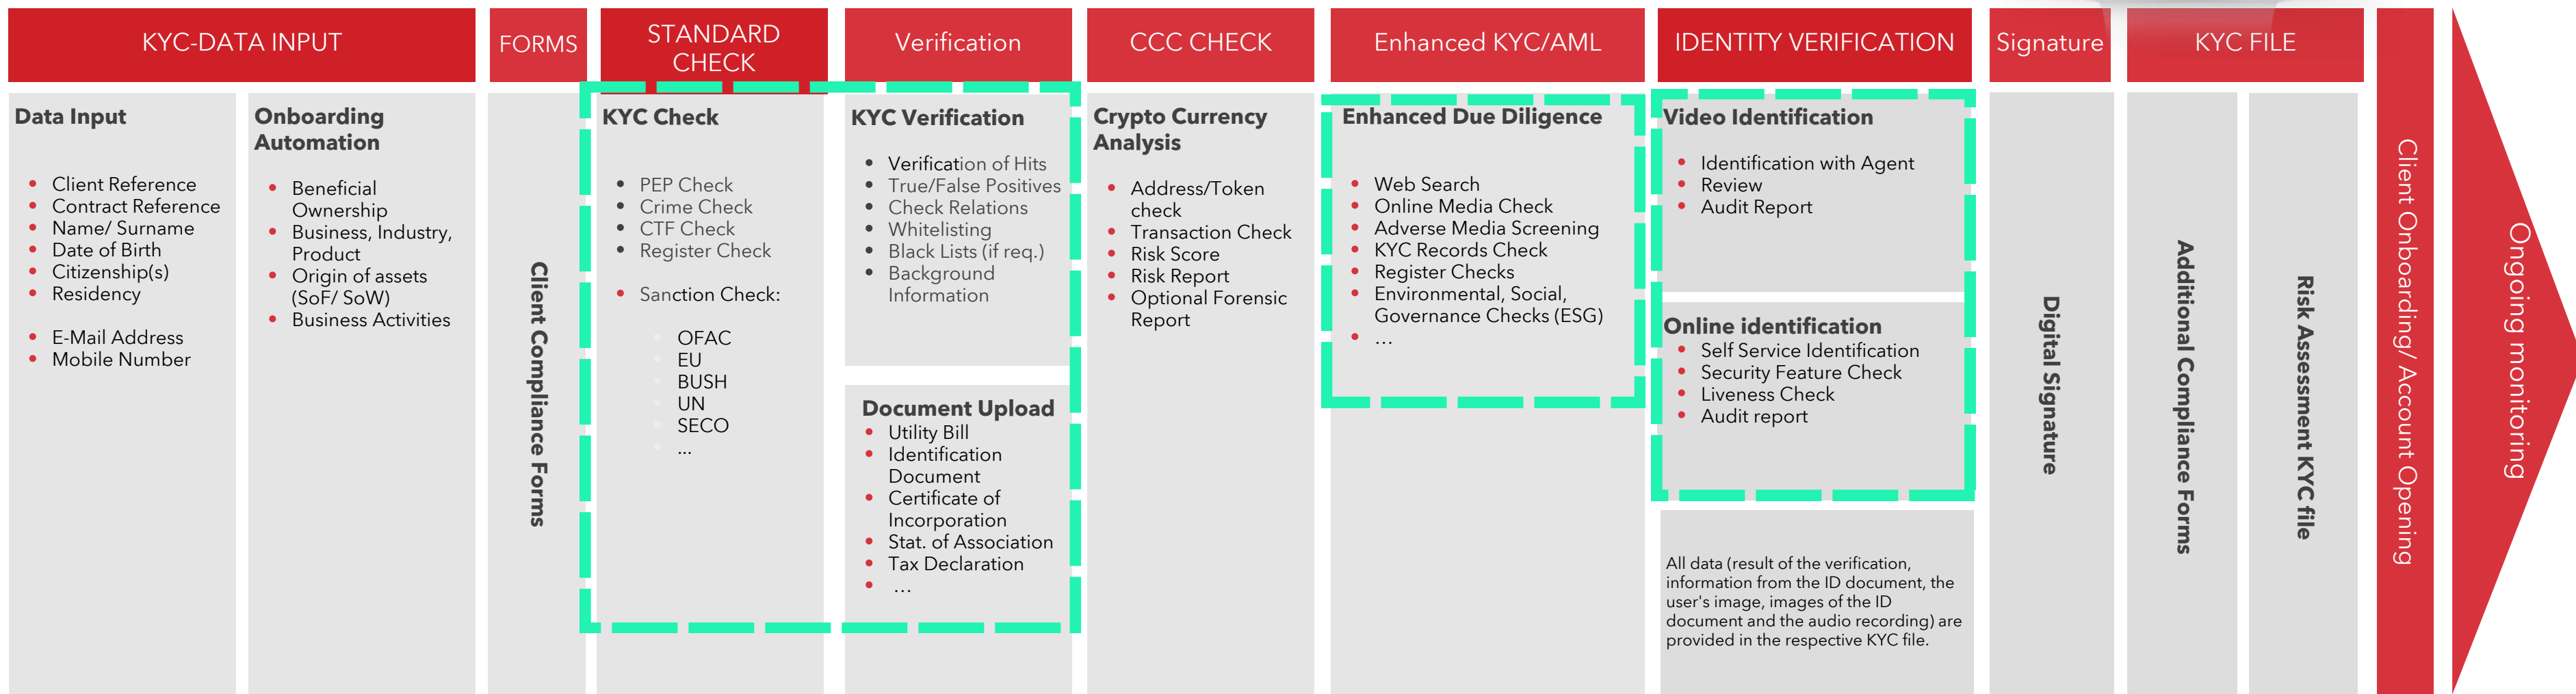 KYC-DATA INPUT
FORMS
STANDARD
CHECK
Verification
CCC CHECK
Enhanced KYC/AML
IDENTITY VERIFICATION
Signature
KYC FILE
Data Input
Client Reference
Contract Reference
Name/ Surname
Date of Birth
Citizenship(s)
Residency
E-Mail Address
Mobile Number
Onboarding
Automation
Beneficial
Ownership
Business, Industry,
Product
Origin of assets
(SoF/ SoW)
Business Activities
Client Compliance Forms
KYC Check
PEP Check
Crime Check
CTF Check
Register Check
Sanction Check:
OFAC
EU
BUSH
UN
SECO
...
KYC Verification
Verification of Hits
True/False Positives
Check Relations
Whitelisting
Black Lists (if req.)
Background
Information
Document Upload
Utility Bill
Identification
Document
Certificate of
Incorporation
Stat. of Association
Tax Declaration
...
Crypto Currency
Analysis
Address/Token
check
Transaction Check
Risk Score
Risk Report
Optional Forensic
Report
Enhanced Due Diligence
Web Search
Online Media Check
Adverse Media Screening
KYC Records Check
Register Checks
Environmental, Social,
Governance Checks (ESG)
...
Video Identification
Identification with Agent
Review
Audit Report
Online identification
Self Service Identification
Security Feature Check
Liveness Check
Audit report
All data (result of the verification,
information from the ID document, the
user's image, images of the ID
document and the audio recording) are
provided in the respective KYC file.
Digital Signature
Additional Compliance Forms
Risk Assessment KYC file
Client Onboarding/ Account Opening
Ongoing monitoring